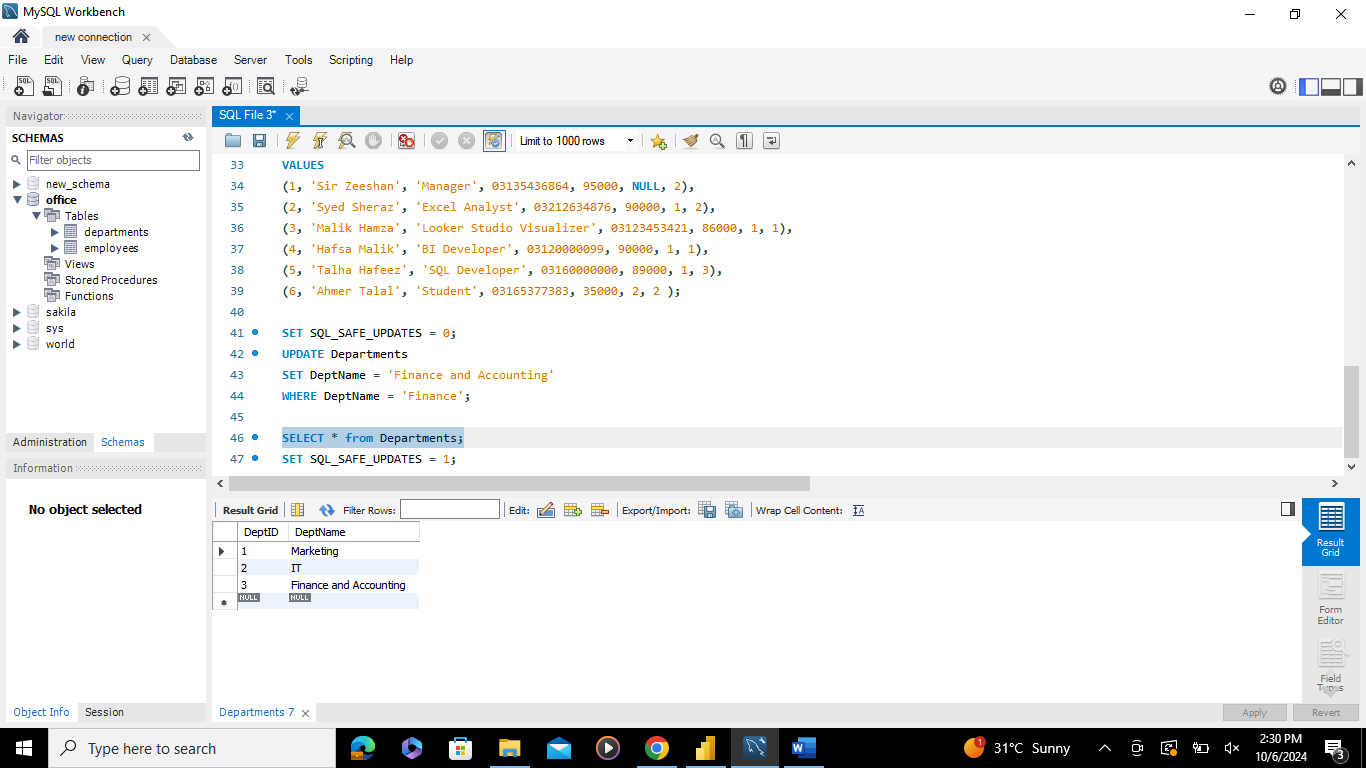 MySQL Workbench
new connection
File Edit View Query Database Server Tools Scripting Help
Navigator
SCHEMAS
Filter objects
new_schema
office
Tables
departments
employees
Views
Stored Procedures
Functions
sakila
sys
world
Administration Schemas
Information
No object selected
Object Info Session
SQL File 3*
Limit to 1000 rows
33 VALUES
34 (1, 'Sir Zeeshan', 'Manager', 03135436864, 95000, NULL, 2),
35 (2, 'Syed Sheraz', 'Excel Analyst', 03212634876, 90000, 1, 2),
36 (3, 'Malik Hamza', 'Looker Studio Visualizer', 03123453421, 86000, 1, 1),
37 (4, 'Hafsa Malik', 'BI Developer', 03120000099, 90000, 1, 1),
38 (5, 'Talha Hafeez', 'SQL Developer', 03160000000, 89000, 1, 3),
39 (6, 'Ahmer Talal', 'Student', 03165377383, 35000, 2, 2 );
40
41 SET SQL_SAFE_UPDATES = 0;
42 UPDATE Departments
43 SET DeptName = 'Finance and Accounting'
44 WHERE DeptName = 'Finance';
45
46 SELECT * from Departments;
47 SET SQL_SAFE_UPDATES = 1;
Result Grid Filter Rows: Edit: Export/Import: Wrap Cell Content:
DeptID DeptName
1 Marketing
2 IT
3 Finance and Accounting
NULL NULL
Result
Grid
Form
Editor
Field
Types
Departments 7
Apply Revert
Type here to search
31°C Sunny
2:30 PM
10/6/2024
3